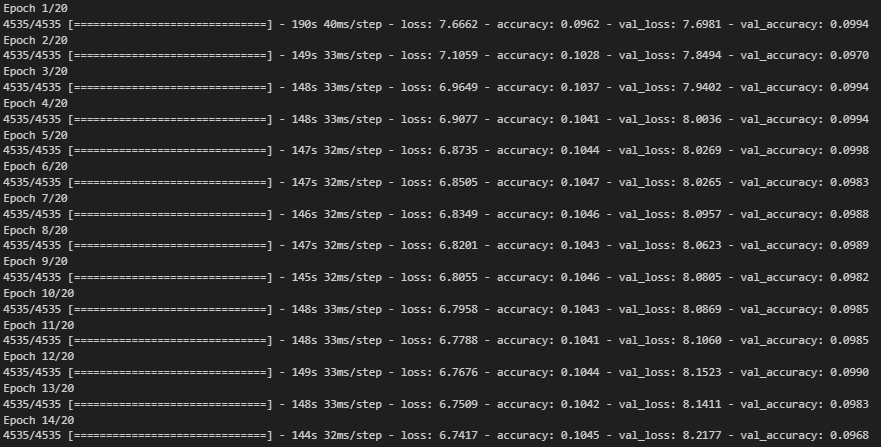 Epoch 1/20
4535/4535 [==============================] - 190s 40ms/step - loss: 7.6662 - accuracy: 0.0962 - val_loss: 7.6981 - val_accuracy: 0.0994
Epoch 2/20
4535/4535 [==============================] - 149s 33ms/step - loss: 7.1059 - accuracy: 0.1028 - val_loss: 7.8494 - val_accuracy: 0.0970
Epoch 3/20
4535/4535 [==============================] - 148s 33ms/step - loss: 6.9649 - accuracy: 0.1037 - val_loss: 7.9402 - val_accuracy: 0.0994
Epoch 4/20
4535/4535 [==============================] - 148s 33ms/step - loss: 6.9077 - accuracy: 0.1041 - val_loss: 8.0036 - val_accuracy: 0.0994
Epoch 5/20
4535/4535 [==============================] - 147s 32ms/step - loss: 6.8735 - accuracy: 0.1044 - val_loss: 8.0269 - val_accuracy: 0.0998
Epoch 6/20
4535/4535 [==============================] - 147s 32ms/step - loss: 6.8505 - accuracy: 0.1047 - val_loss: 8.0265 - val_accuracy: 0.0983
Epoch 7/20
4535/4535 [==============================] - 146s 32ms/step - loss: 6.8349 - accuracy: 0.1046 - val_loss: 8.0957 - val_accuracy: 0.0988
Epoch 8/20
4535/4535 [==============================] - 147s 32ms/step - loss: 6.8201 - accuracy: 0.1043 - val_loss: 8.0623 - val_accuracy: 0.0989
Epoch 9/20
4535/4535 [==============================] - 145s 32ms/step - loss: 6.8055 - accuracy: 0.1046 - val_loss: 8.0805 - val_accuracy: 0.0982
Epoch 10/20
4535/4535 [==============================] - 148s 33ms/step - loss: 6.7958 - accuracy: 0.1043 - val_loss: 8.0869 - val_accuracy: 0.0985
Epoch 11/20
4535/4535 [==============================] - 148s 33ms/step - loss: 6.7788 - accuracy: 0.1041 - val_loss: 8.1060 - val_accuracy: 0.0985
Epoch 12/20
4535/4535 [==============================] - 149s 33ms/step - loss: 6.7676 - accuracy: 0.1044 - val_loss: 8.1523 - val_accuracy: 0.0990
Epoch 13/20
4535/4535 [==============================] - 148s 33ms/step - loss: 6.7509 - accuracy: 0.1042 - val_loss: 8.1411 - val_accuracy: 0.0983
Epoch 14/20
4535/4535 [==============================] - 144s 32ms/step - loss: 6.7417 - accuracy: 0.1045 - val_loss: 8.2177 - val_accuracy: 0.0968